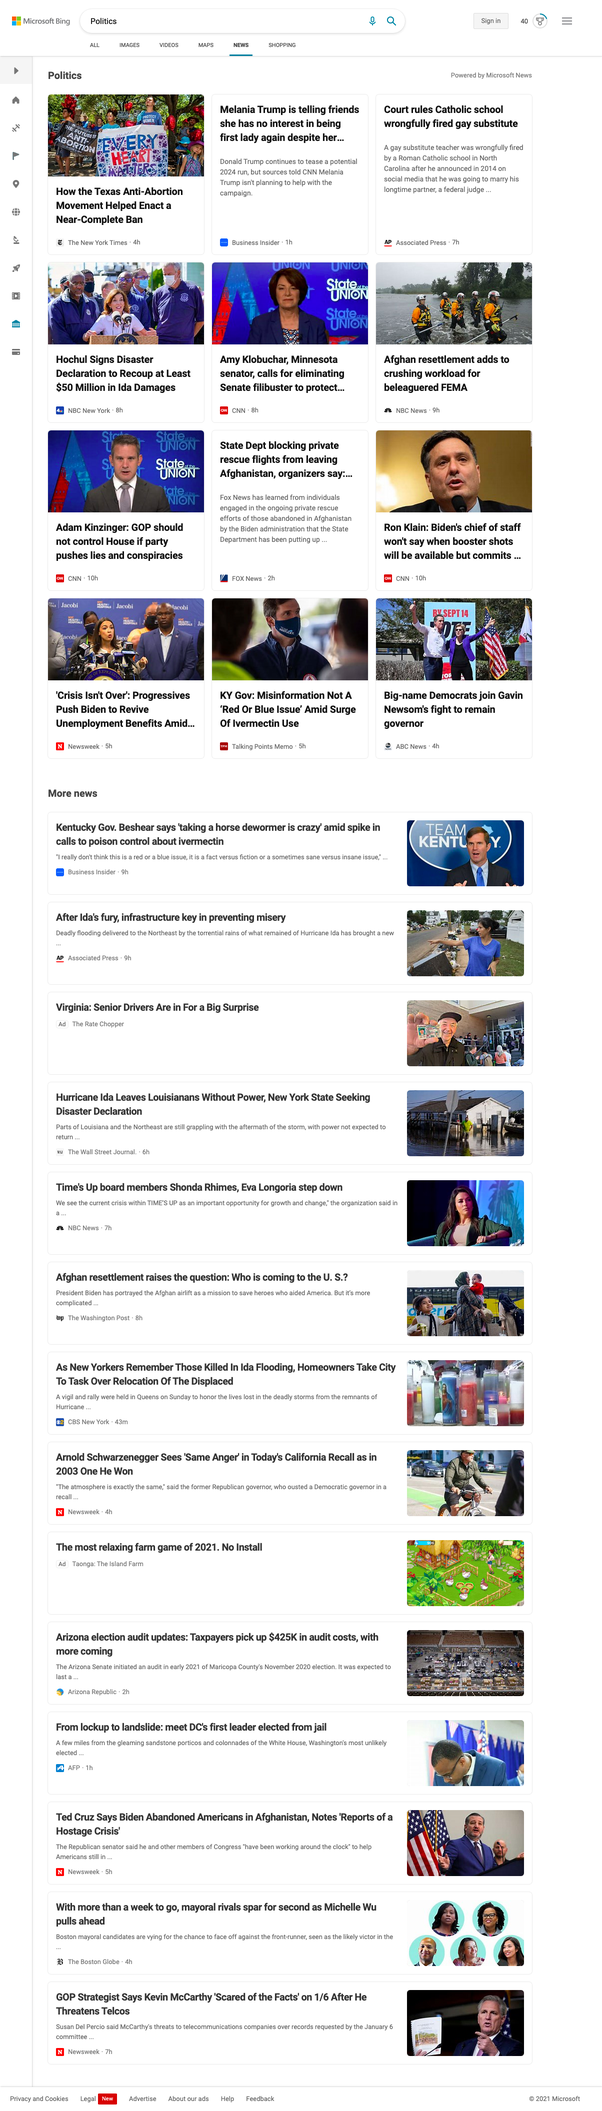 Microsoft Bing
Politics
Sign in
40
ALL
IMAGES
VIDEOS
MAPS
NEWS
SHOPPING
Politics
Powered by Microsoft News
How the Texas Anti-Abortion
Movement Helped Enact a
Near-Complete Ban
The New York Times · 4h
Melania Trump is telling friends
she has no interest in being
first lady again despite her…
Donald Trump continues to tease a potential
2024 run, but sources told CNN Melania
Trump isn't planning to help with the
campaign.
Business Insider · 1h
Court rules Catholic school
wrongfully fired gay substitute
A gay substitute teacher was wrongfully fired
by a Roman Catholic school in North
Carolina after he announced in 2014 on
social media that he was going to marry his
longtime partner, a federal judge ...
AP Associated Press · 7h
Hochul Signs Disaster
Declaration to Recoup at Least
$50 Million in Ida Damages
NBC New York · 8h
State of the
UNION
Amy Klobuchar, Minnesota
senator, calls for eliminating
Senate filibuster to protect…
CNN · 8h
Afghan resettlement adds to
crushing workload for
beleaguered FEMA
NBC News · 9h
State of the
UNION
Adam Kinzinger: GOP should
not control House if party
pushes lies and conspiracies
CNN · 10h
State Dept blocking private
rescue flights from leaving
Afghanistan, organizers say:…
Fox News has learned from individuals
engaged in the ongoing private rescue
efforts of those abandoned in Afghanistan
by the Biden administration that the State
Department has been putting up ...
FOX News · 2h
Ron Klain: Biden's chief of staff
won't say when booster shots
will be available but commits …
CNN · 10h
Jacobi
'Crisis Isn't Over': Progressives
Push Biden to Revive
Unemployment Benefits Amid…
Newsweek · 5h
KY Gov: Misinformation Not A
'Red Or Blue Issue' Amid Surge
Of Ivermectin Use
Talking Points Memo · 5h
BY SEPT 14
Big-name Democrats join Gavin
Newsom's fight to remain
governor
ABC News · 4h
More news
Kentucky Gov. Beshear says 'taking a horse dewormer is crazy' amid spike in
calls to poison control about ivermectin
"I really don't think this is a red or a blue issue, it is a fact versus fiction or a sometimes sane versus insane issue," ...
Business Insider · 9h
TEAM
KENTUCKY
After Ida's fury, infrastructure key in preventing misery
Deadly flooding delivered to the Northeast by the torrential rains of what remained of Hurricane Ida has brought a new
...
AP Associated Press · 9h
Virginia: Senior Drivers Are in For a Big Surprise
Ad The Rate Chopper
Hurricane Ida Leaves Louisianans Without Power, New York State Seeking
Disaster Declaration
Parts of Louisiana and the Northeast are still grappling with the aftermath of the storm, with power not expected to
return ...
The Wall Street Journal. · 6h
Time's Up board members Shonda Rhimes, Eva Longoria step down
We see the current crisis within TIME'S UP as an important opportunity for growth and change," the organization said in
a ...
NBC News · 7h
Afghan resettlement raises the question: Who is coming to the U. S.?
President Biden has portrayed the Afghan airlift as a mission to save heroes who aided America. But it's more
complicated ...
wp The Washington Post · 8h
As New Yorkers Remember Those Killed In Ida Flooding, Homeowners Take City
To Task Over Relocation Of The Displaced
A vigil and rally were held in Queens on Sunday to honor the lives lost in the deadly storms from the remnants of
Hurricane ...
CBS New York · 43m
Arnold Schwarzenegger Sees 'Same Anger' in Today's California Recall as in
2003 One He Won
"The atmosphere is exactly the same," said the former Republican governor, who ousted a Democratic governor in a
recall ...
Newsweek · 4h
The most relaxing farm game of 2021. No Install
Ad Taonga: The Island Farm
Arizona election audit updates: Taxpayers pick up $425K in audit costs, with
more coming
The Arizona Senate initiated an audit in early 2021 of Maricopa County's November 2020 election. It was expected to
last a ...
Arizona Republic · 2h
From lockup to landslide: meet DC's first leader elected from jail
A few miles from the gleaming sandstone porticos and colonnades of the White House, Washington's most unlikely
elected ...
AFP · 1h
Ted Cruz Says Biden Abandoned Americans in Afghanistan, Notes 'Reports of a
Hostage Crisis'
The Republican senator said he and other members of Congress "have been working around the clock" to help
Americans still in ...
Newsweek · 5h
With more than a week to go, mayoral rivals spar for second as Michelle Wu
pulls ahead
Boston mayoral candidates are vying for the chance to face off against the front-runner, seen as the likely victor in the
...
The Boston Globe · 4h
GOP Strategist Says Kevin McCarthy 'Scared of the Facts' on 1/6 After He
Threatens Telcos
Susan Del Percio said McCarthy's threats to telecommunications companies over records requested by the January 6
committee ...
Newsweek · 7h
Privacy and Cookies
Legal
New
Advertise
About our ads
Help
Feedback
© 2021 Microsoft